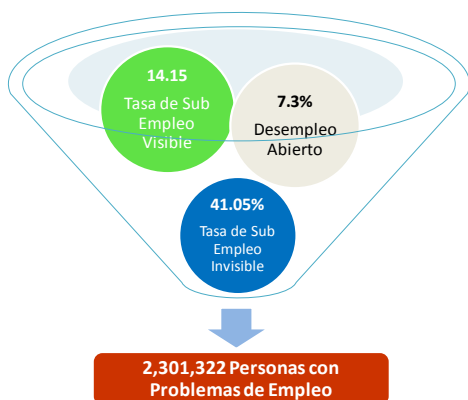 14.15
Tasa de Sub
Empleo
Visible
7.3%
Desempleo
Abierto
41.05%
Tasa de Sub
Empleo
Invisible
2,301,322 Personas con
Problemas de Empleo